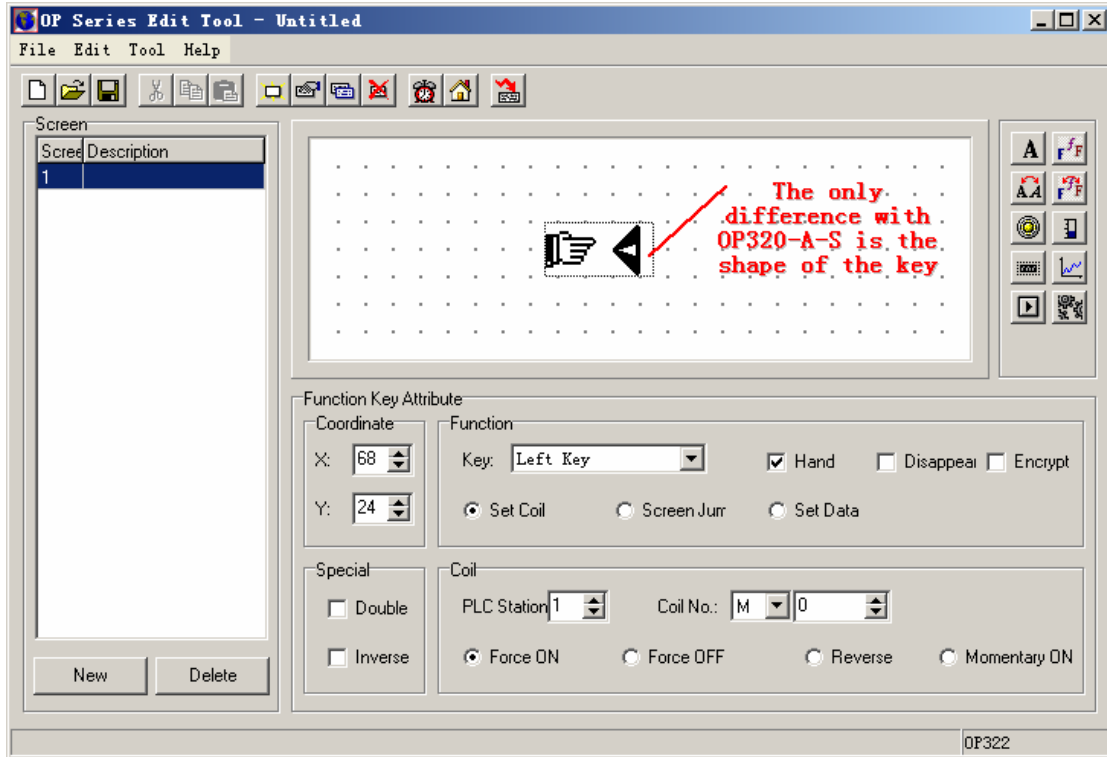 OP Series Edit Tool - Untitled
File Edit Tool Help
Screen
Scree Description
1
The only
difference with
OP320-A-S is the
shape of the key
Function Key Attribute
Coordinate
X: 68
Y: 24
Function
Key: Left Key
Hand
Disappear
Encrypt
Set Coil
Screen Jum
Set Data
Special
Double
Inverse
Coil
PLC Station 1
Coil No.: M 0
Force ON
Force OFF
Reverse
Momentary ON
New
Delete
OP322